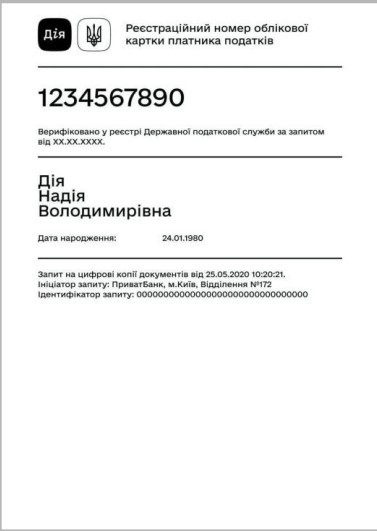 Дія
Реєстраційний номер облікової
картки платника податків
1234567890
Верифіковано у реєстрі Державної податкової служби за запитом
від XX.XX.XXXX.
Дія
Надія
Володимирівна
Дата народження: 24.01.1980
Запит на цифрові копії документів від 25.05.2020 10:20:21.
Ініціатор запиту: ПриватБанк, м.Київ, Відділення №172
Ідентифікатор запиту: 00000000000000000000000000000000